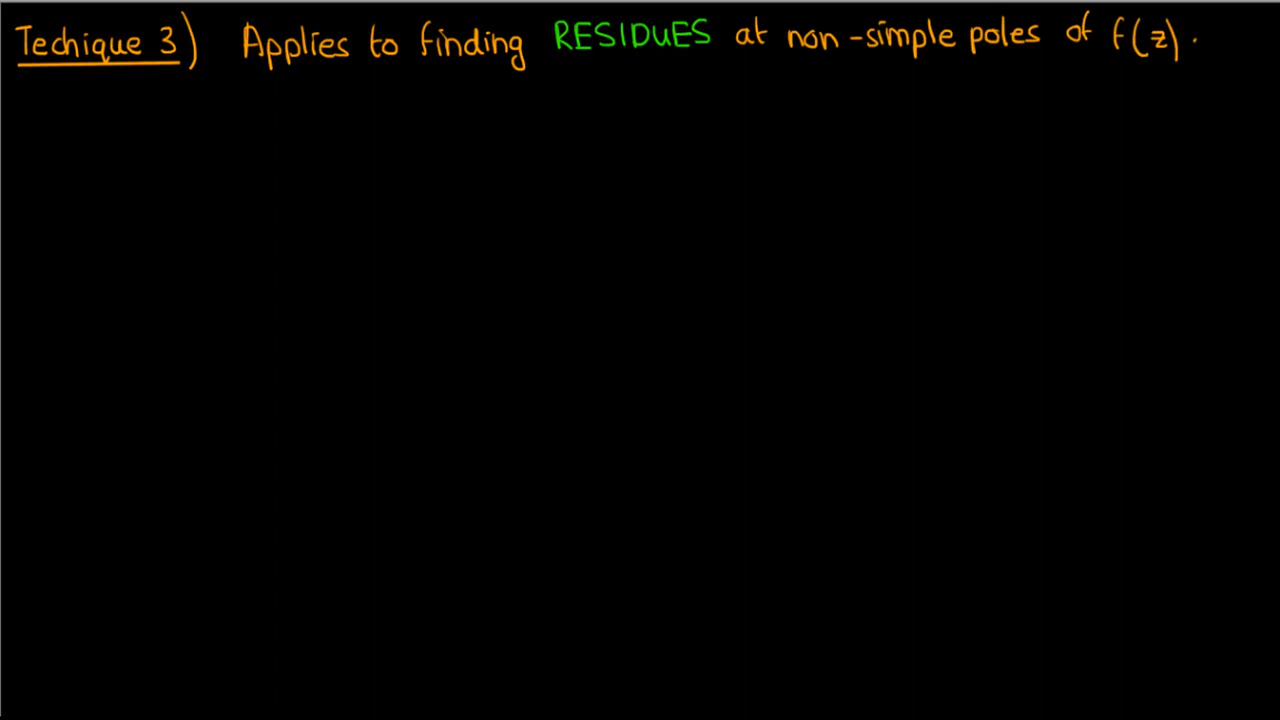 Techique 3) Applies to finding RESIDUES at non-simple poles of f(z).